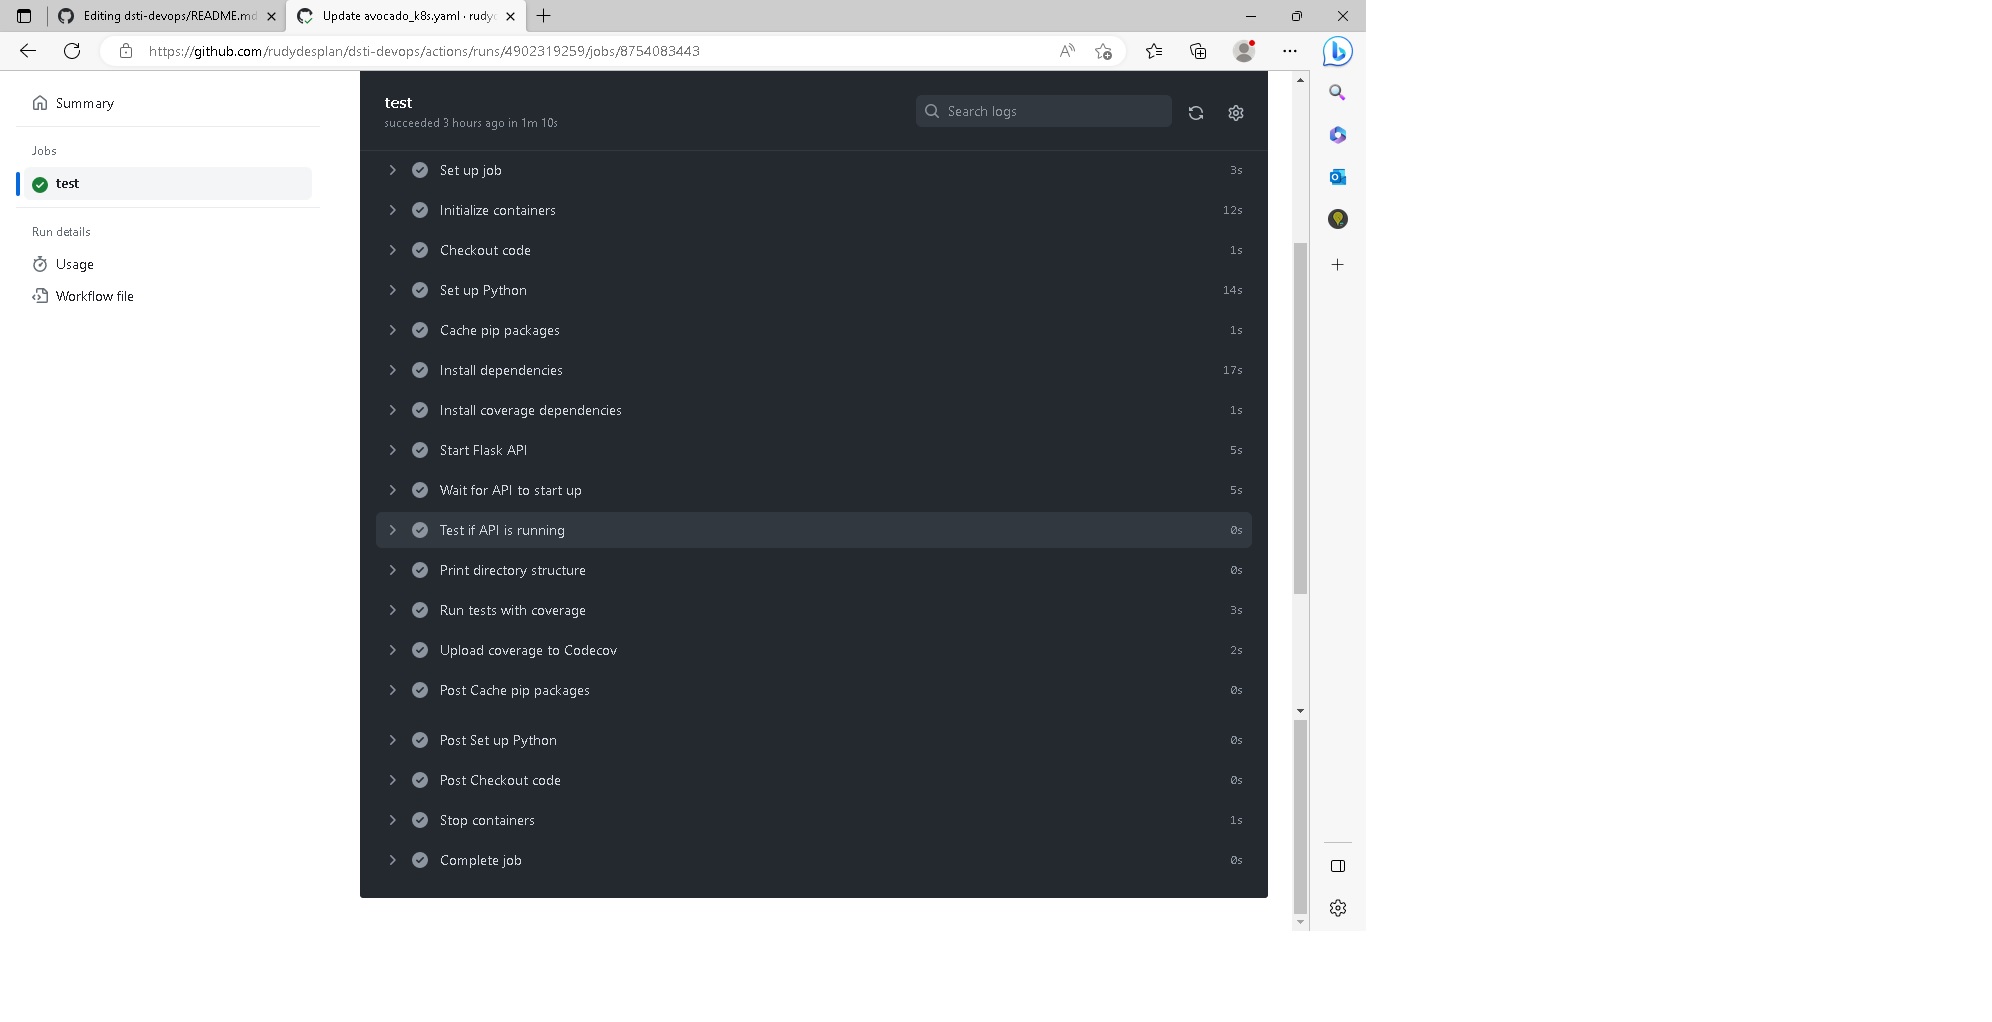 Editing dsti-devops/README.md
Update avocado_k8s.yaml · rudy
https://github.com/rudydesplan/dsti-devops/actions/runs/4902319259/jobs/8754083443
Summary
Jobs
test
Run details
Usage
Workflow file
test
succeeded 3 hours ago in 1m 10s
Search logs
Set up job 3s
Initialize containers 12s
Checkout code 1s
Set up Python 14s
Cache pip packages 1s
Install dependencies 17s
Install coverage dependencies 1s
Start Flask API 5s
Wait for API to start up 5s
Test if API is running 0s
Print directory structure 0s
Run tests with coverage 3s
Upload coverage to Codecov 2s
Post Cache pip packages 0s
Post Set up Python 0s
Post Checkout code 0s
Stop containers 1s
Complete job 0s